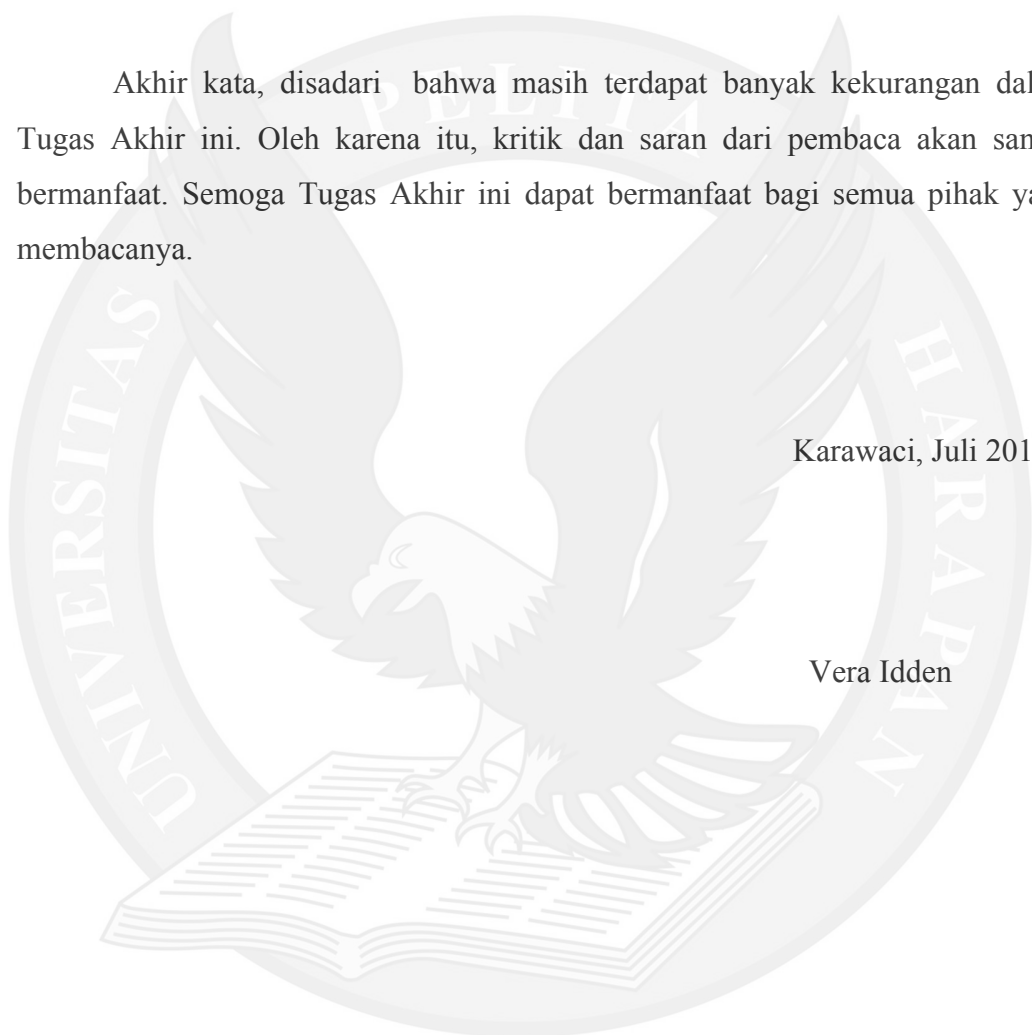 PELITA
Akhir kata, disadari bahwa masih terdapat banyak kekurangan dal
Tugas Akhir ini. Oleh karena itu, kritik dan saran dari pembaca akan san
bermanfaat. Semoga Tugas Akhir ini dapat bermanfaat bagi semua pihak ya
membacanya.
UNIVERSITAS
HARAPAN
Karawaci, Juli 201
Vera Idden